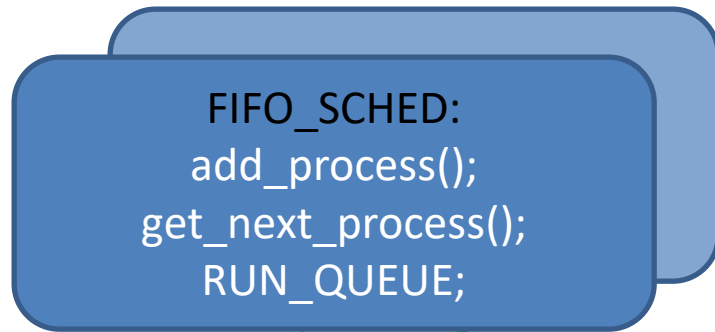 FIFO_SCHED:
add_process();
get_next_process();
RUN_QUEUE;